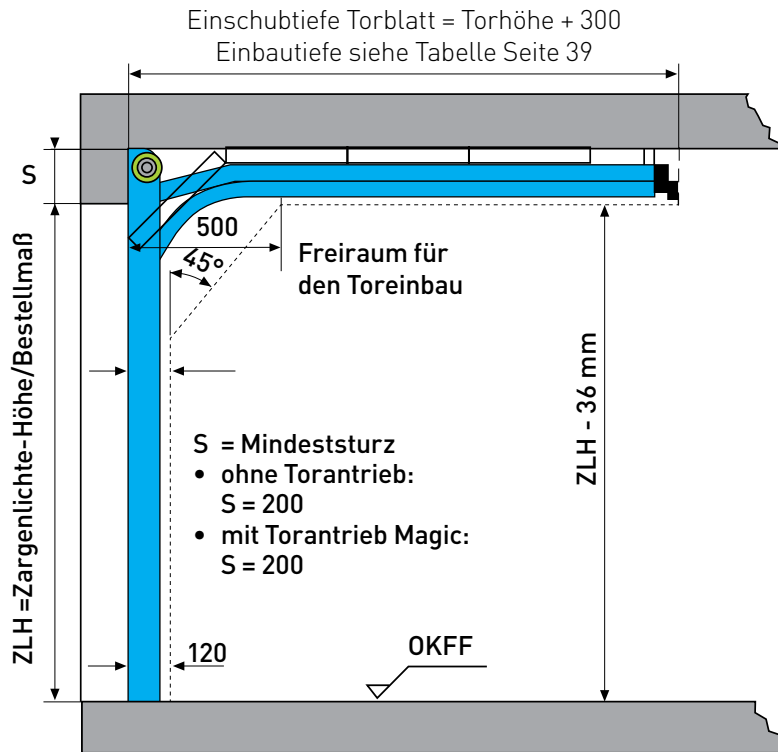 Einschubtiefe Torblatt = Torhöhe + 300
Einbautiefe siehe Tabelle Seite 39
S
500
45°
Freiraum für
den Toreinbau
ZLH =Zargenlichte-Höhe/Bestellmaß
ZLH - 36 mm
S = Mindeststurz
• ohne Torantrieb:
S = 200
• mit Torantrieb Magic:
S = 200
120
OKFF